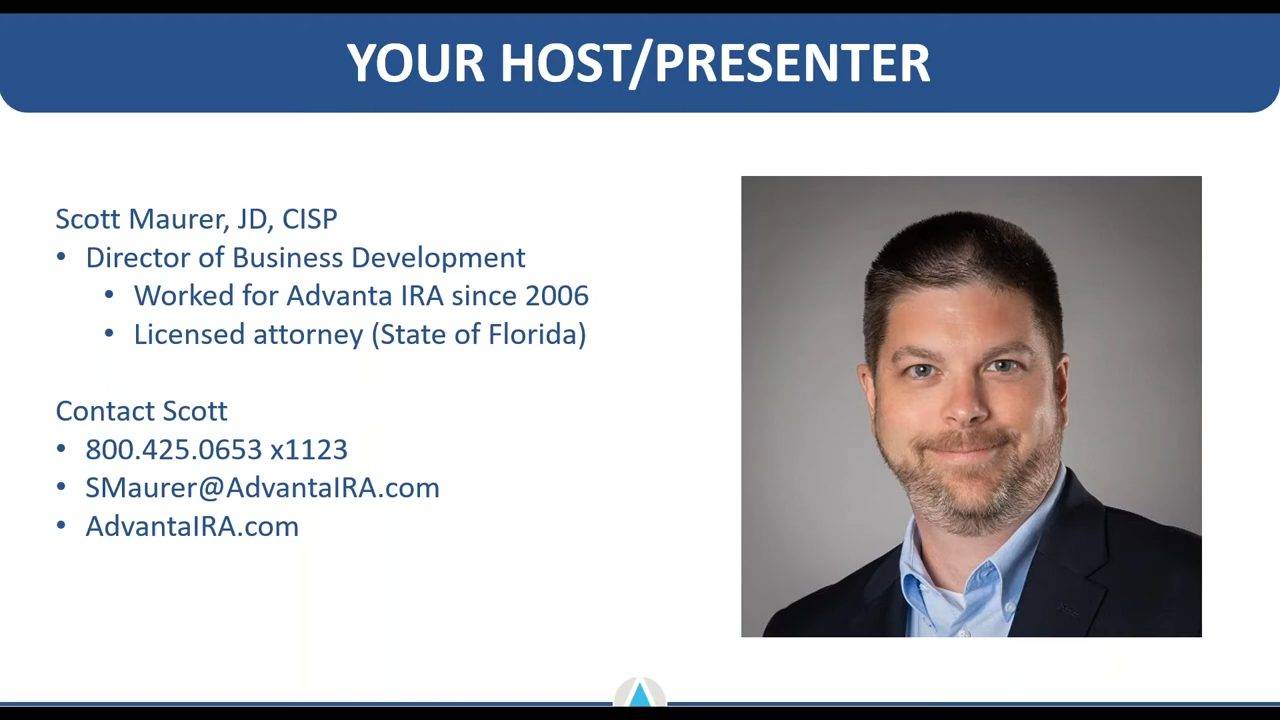 YOUR HOST/PRESENTER
Scott Maurer, JD, CISP
• Director of Business Development
• Worked for Advanta IRA since 2006
• Licensed attorney (State of Florida)
Contact Scott
• 800.425.0653 x1123
• SMaurer@AdvantaIRA.com
• AdvantaIRA.com